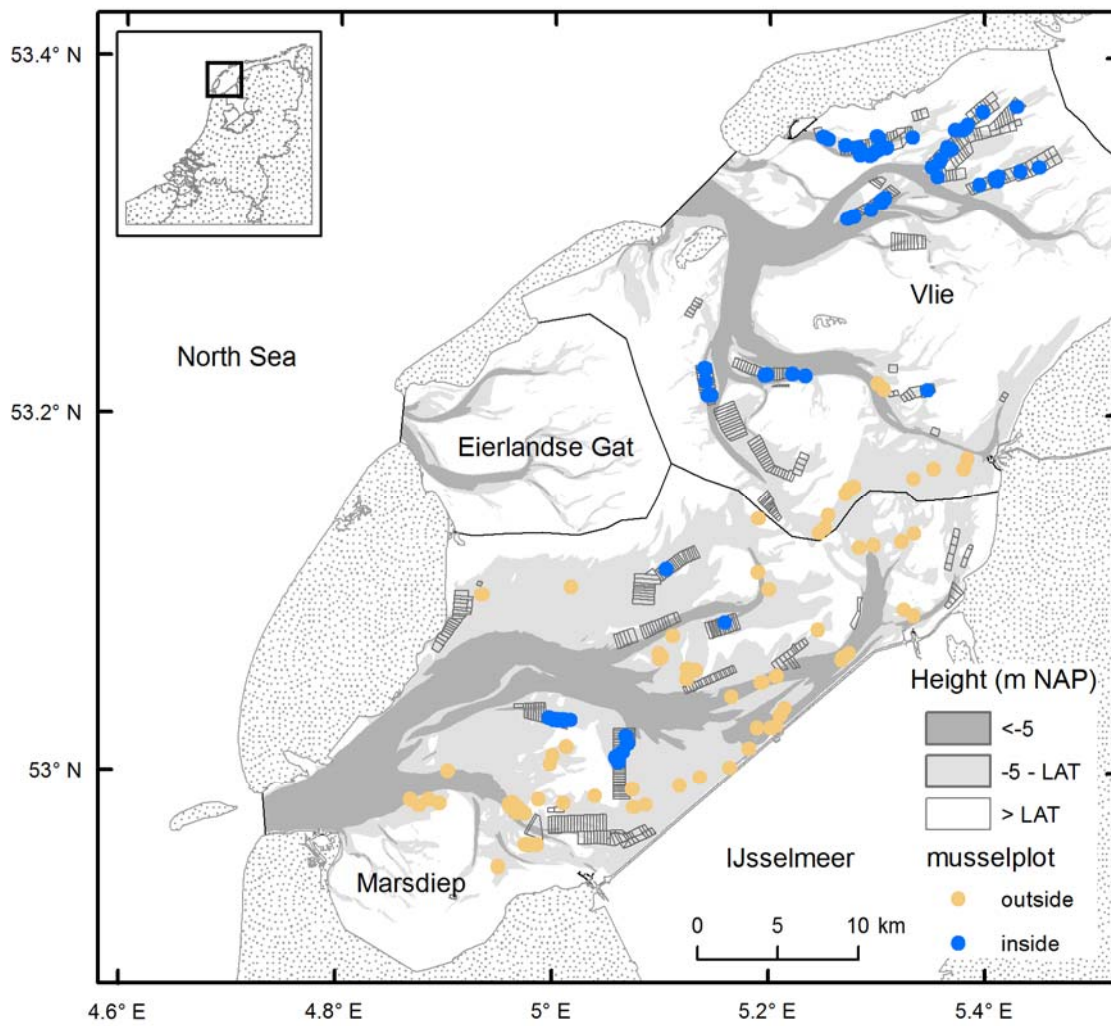 53.4° N
53.2° N
53° N
North Sea
Vlie
Eierlandse Gat
Marsdiep
IJsselmeer
Height (m NAP)
<-5
-5 - LAT
> LAT
musselplot
outside
inside
0 5 10 km
4.6° E 4.8° E 5° E 5.2° E 5.4° E